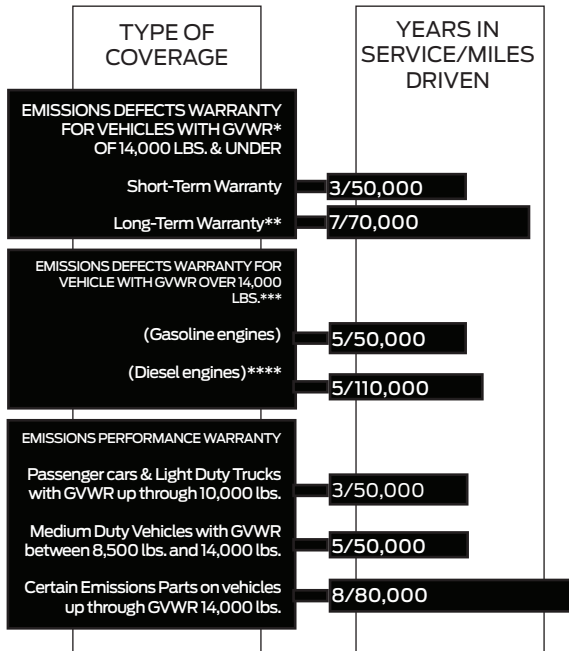 TYPE OF
COVERAGE
YEARS IN
SERVICE/MILES
DRIVEN
EMISSIONS DEFECTS WARRANTY
FOR VEHICLES WITH GVWR*
OF 14,000 LBS. & UNDER
Short-Term Warranty
3/50,000
Long-Term Warranty**
7/70,000
EMISSIONS DEFECTS WARRANTY FOR
VEHICLE WITH GVWR OVER 14,000
LBS.***
(Gasoline engines)
5/50,000
(Diesel engines)****
5/110,000
EMISSIONS PERFORMANCE WARRANTY
Passenger cars & Light Duty Trucks
with GVWR up through 10,000 lbs.
3/50,000
Medium Duty Vehicles with GVWR
between 8,500 lbs. and 14,000 lbs.
5/50,000
Certain Emissions Parts on vehicles
up through GVWR 14,000 lbs.
8/80,000